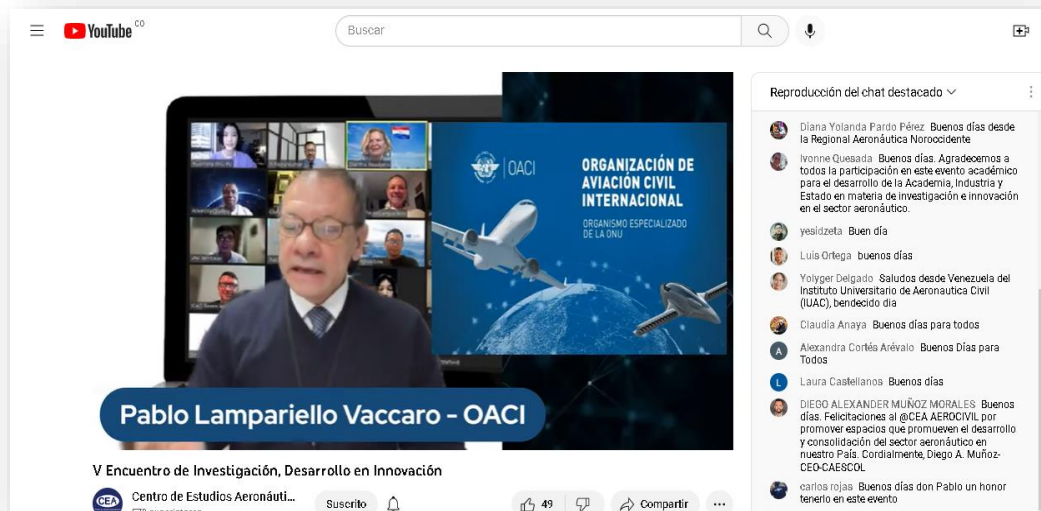 YouTube CO
Buscar
OACI
ORGANIZACIÓN DE
AVIACIÓN CIVIL
INTERNACIONAL
ORGANISMO ESPECIALIZADO
DE LA ONU
Pablo Lampariello Vaccaro - OACI
V Encuentro de Investigación, Desarrollo en Innovación
CEA
Centro de Estudios Aeronáuti...
Suscrito
49
Compartir
Reproducción del chat destacado
Diana Yolanda Pardo Pérez Buenos días desde
la Regional Aeronáutica Noroccidente
Ivonne Quesada Buenos días. Agradecemos a
todos la participación en este evento académico
para el desarrollo de la Academia, Industria y
Estado en materia de investigación e innovación
en el sector aeronáutico.
yesidzeta Buen día
Luis Ortega buenos días
Yolyger Delgado Saludos desde Venezuela del
Instituto Universitario de Aeronautica Civil
(IUAC), bendecido dia
Claudia Anaya Buenos días para todos
A
Alexandra Cortés Arévalo Buenos Días para
Todos
L
Laura Castellanos Buenos días
DIEGO ALEXANDER MUÑOZ MORALES Buenos
días. Felicitaciones al @CEA AEROCIVIL por
promover espacios que promueven el desarrollo
y consolidación del sector aeronáutico en
nuestro País. Cordialmente, Diego A. Muñoz-
CEO-CAESCOL
carlos rojas Buenos días don Pablo un honor
tenerlo en este evento